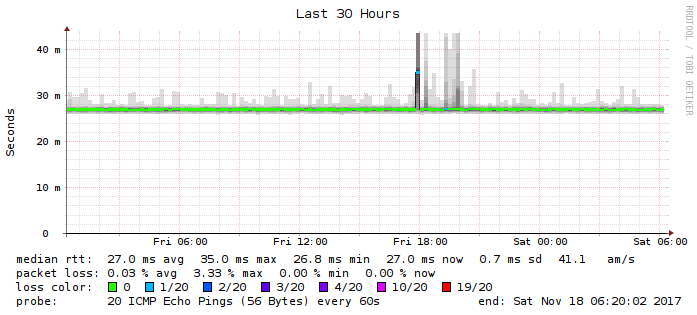 Last 30 Hours
RRDTOOL / TOBI OETIKER
Seconds
40 m
30 m
20 m
10 m
0
Fri 06:00 Fri 12:00 Fri 18:00 Sat 00:00 Sat 06:00
median rtt: 27.0 ms avg 35.0 ms max 26.8 ms min 27.0 ms now 0.7 ms sd 41.1 am/s
packet loss: 0.03 % avg 3.33 % max 0.00 % min 0.00 % now
loss color: 0 1/20 2/20 3/20 4/20 10/20 19/20
probe: 20 ICMP Echo Pings (56 Bytes) every 60s end: Sat Nov 18 06:20:02 2017